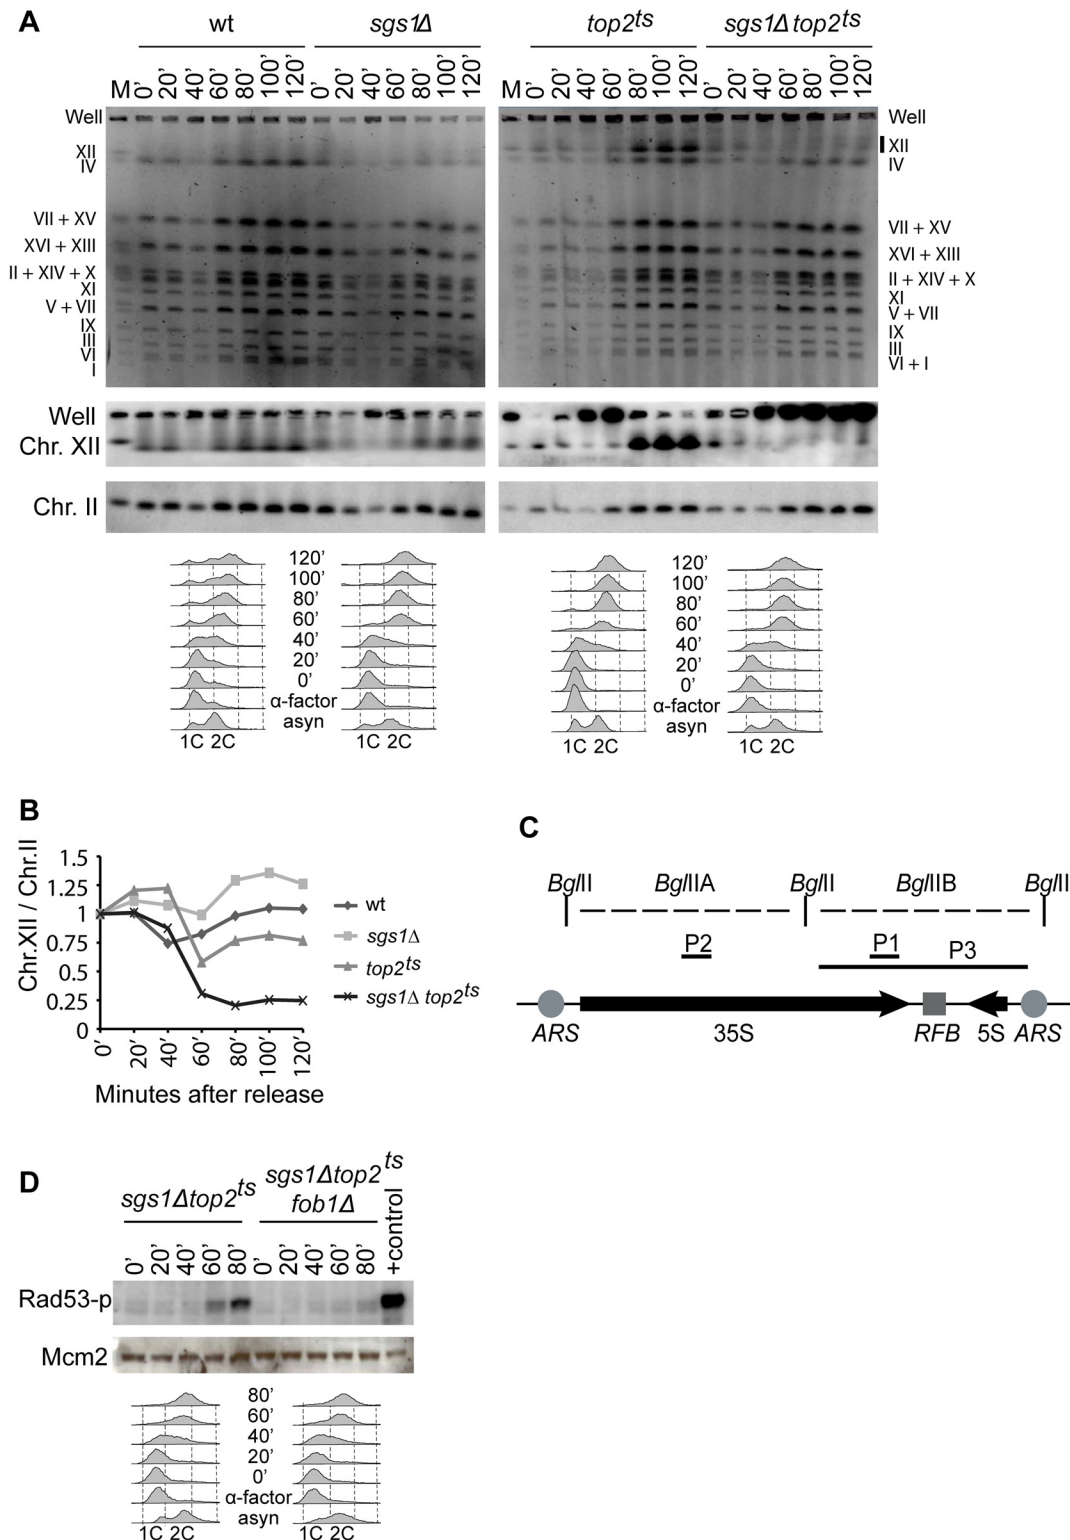 A
wt sgs1Δ top2ts sgs1Δ top2ts
M 0' 20' 40' 60' 80' 100' 120' 0' 20' 40' 60' 80' 100' 120' M 0' 20' 40' 60' 80' 100' 120' 0' 20' 40' 60' 80' 100' 120'
Well Well
XII XII
IV IV
VII + XV VII + XV
XVI + XIII XVI + XIII
II + XIV + X II + XIV + X
XI XI
V + VII V + VII
IX IX
III III
VI VI + I
I
Well
Chr. XII
Chr. II
120' 120'
100' 100'
80' 80'
60' 60'
40' 40'
20' 20'
0' 0'
α-factor α-factor
asyn asyn
1C 2C 1C 2C 1C 2C 1C 2C
B
Chr.XII / Chr.II
1.5
1.25
1
0.75
0.5
0.25
0
0' 20' 40' 60' 80' 100' 120'
Minutes after release
wt
sgs1Δ
top2ts
sgs1Δ top2ts
C
BglII BglIIA BglII BglIIB BglII
P2 P1 P3
ARS 35S RFB 5S ARS
D
sgs1Δtop2ts sgs1Δtop2ts
fob1Δ
0' 20' 40' 60' 80' 0' 20' 40' 60' 80' +control
Rad53-p
Mcm2
80'
60'
40'
20'
0'
α-factor
asyn
1C 2C 1C 2C